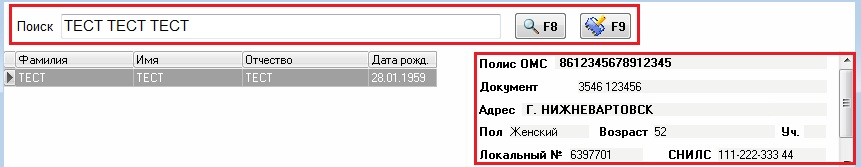 Поиск ТЕСТ ТЕСТ ТЕСТ F8 F9
Фамилия Имя Отчество Дата рожд.
ТЕСТ ТЕСТ ТЕСТ 28.01.1959
Полис ОМС 8612345678912345
Документ 3546 123456
Адрес Г. НИЖНЕВАРТОВСК
Пол Женский Возраст 52 Уч.
Локальный № 6397701 СНИЛС 111-222-333 44